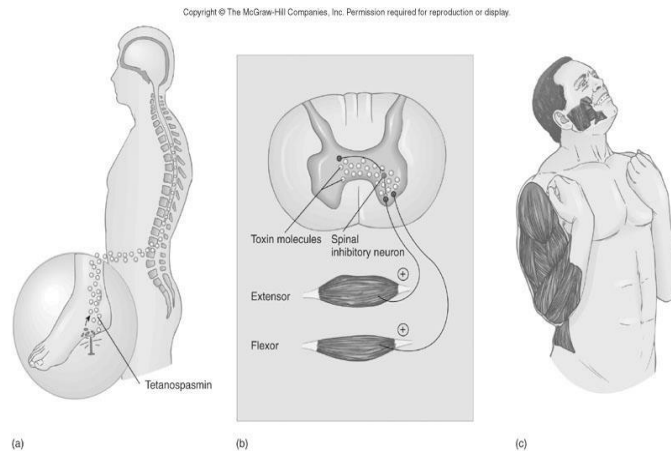 Copyright © The McGraw-Hill Companies, Inc. Permission required for reproduction or display.
Toxin molecules
Spinal
inhibitory neuron
Extensor
+
Flexor
+
Tetanospasmin
(a)
(b)
(c)